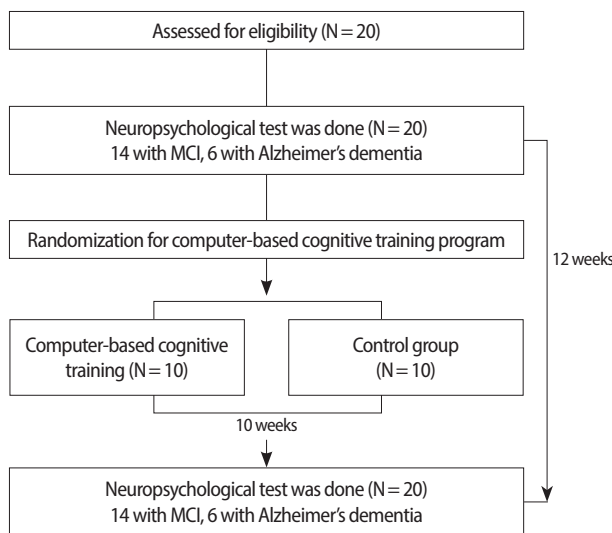 Assessed for eligibility (N = 20)
Neuropsychological test was done (N = 20)
14 with MCI, 6 with Alzheimer's dementia
Randomization for computer-based cognitive training program
12 weeks
Computer-based cognitive
training (N = 10)
Control group
(N = 10)
10 weeks
Neuropsychological test was done (N = 20)
14 with MCI, 6 with Alzheimer's dementia